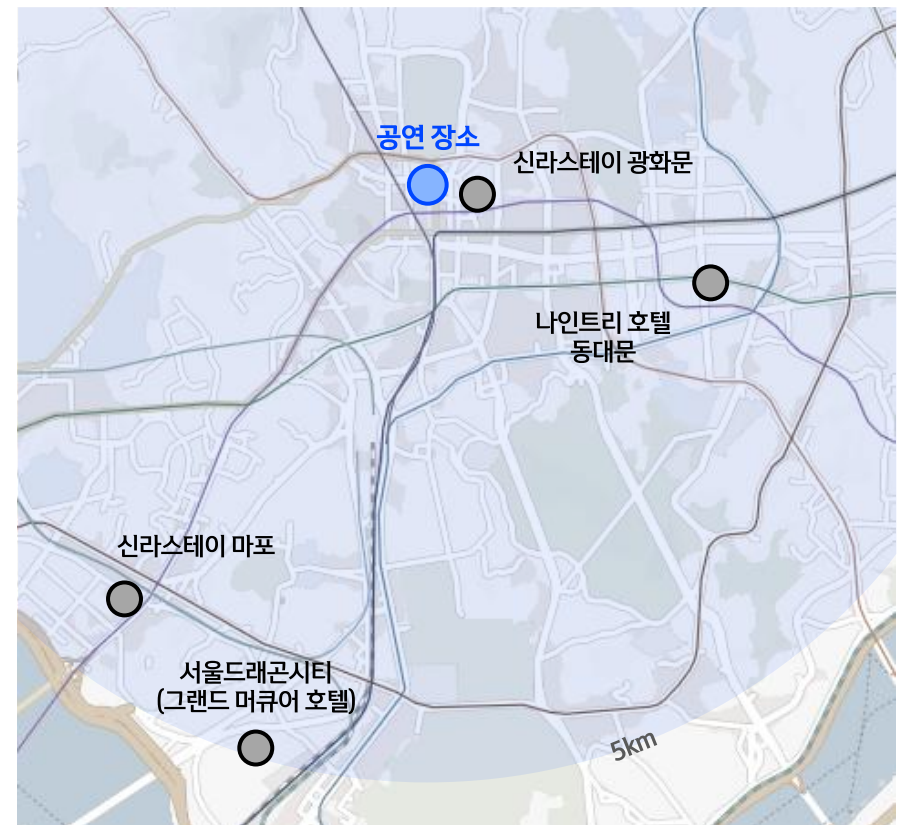 공연 장소
신라스테이 광화문
나인트리 호텔
동대문
신라스테이 마포
서울드래곤시티
(그랜드 머큐어 호텔)
5km